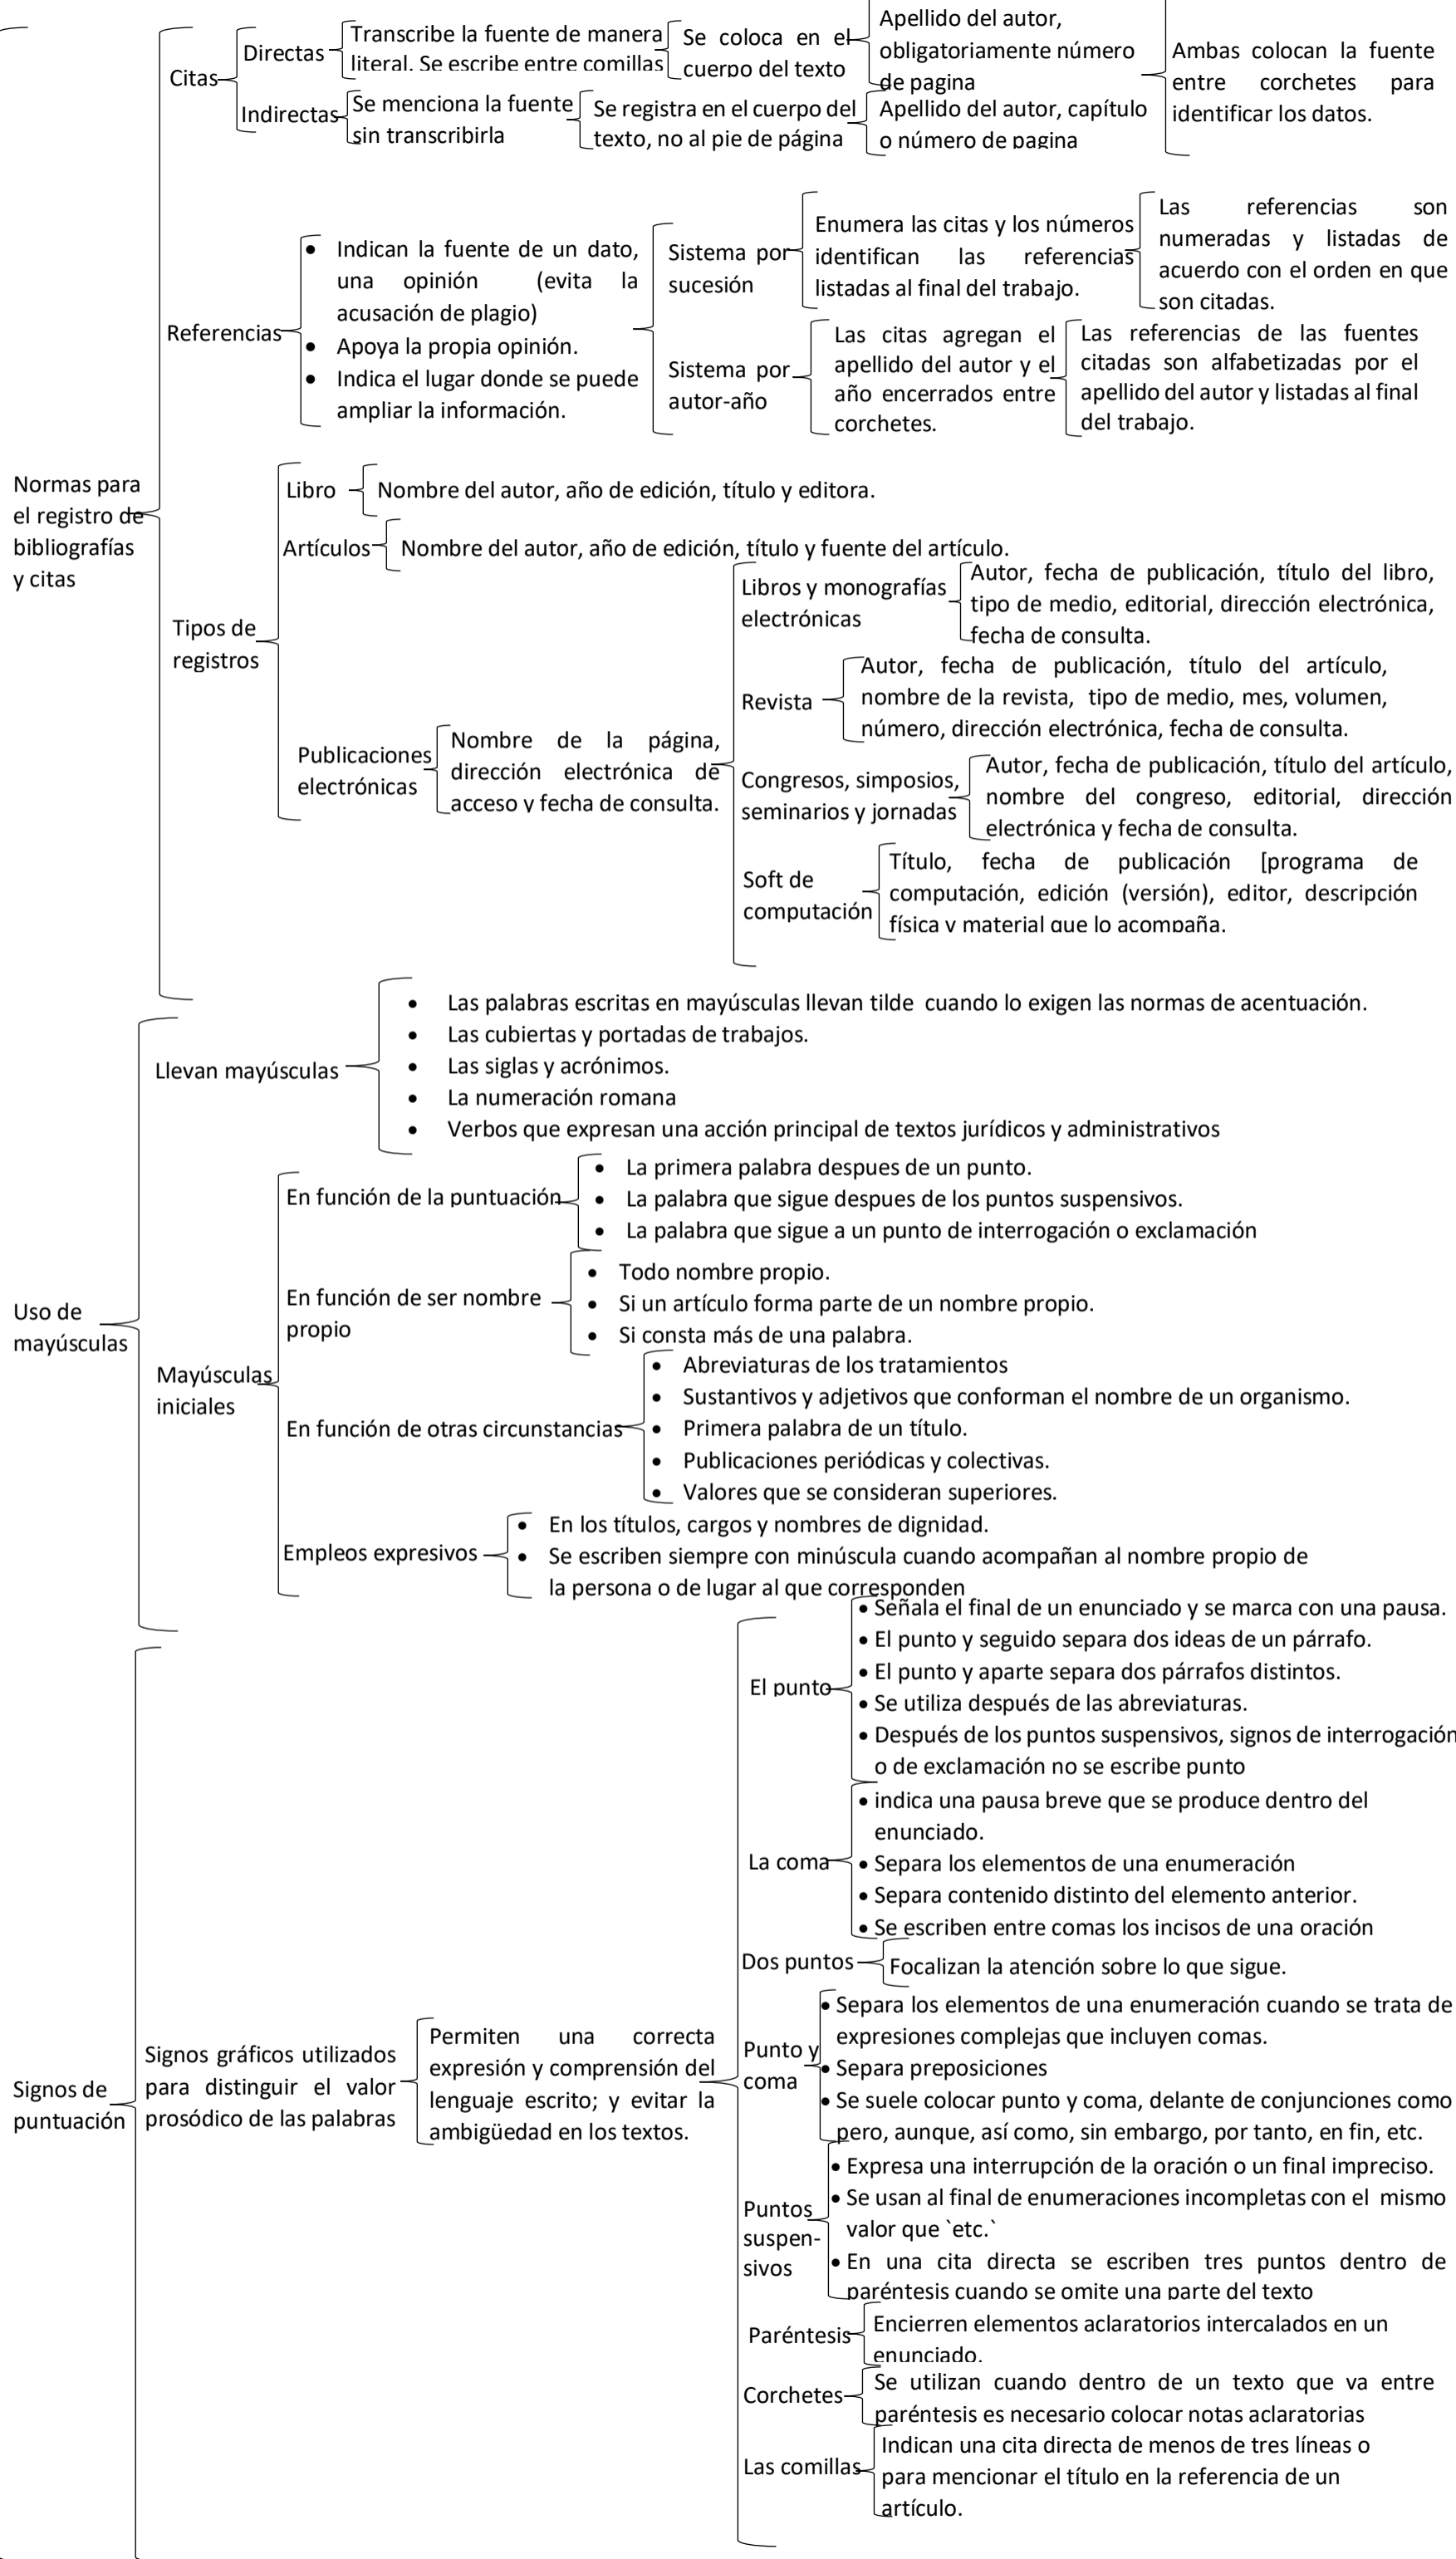 Normas para
el registro de
bibliografías
y citas
Citas
Directas
Transcribe la fuente de manera
literal. Se escribe entre comillas
Se coloca en el
cuerpo del texto
Apellido del autor,
obligatoriamente número
de pagina
Indirectas
Se menciona la fuente
sin transcribirla
Se registra en el cuerpo del
texto, no al pie de página
Apellido del autor, capítulo
o número de pagina
Ambas colocan la fuente
entre corchetes para
identificar los datos.
Referencias
• Indican la fuente de un dato,
una opinión (evita la
acusación de plagio)
• Apoya la propia opinión.
• Indica el lugar donde se puede
ampliar la información.
Sistema por
sucesión
Enumera las citas y los números
identifican las referencias
listadas al final del trabajo.
Las referencias son
numeradas y listadas de
acuerdo con el orden en que
son citadas.
Sistema por
autor-año
Las citas agregan el
apellido del autor y el
año encerrados entre
corchetes.
Las referencias de las fuentes
citadas son alfabetizadas por el
apellido del autor y listadas al final
del trabajo.
Tipos de
registros
Libro
Nombre del autor, año de edición, título y editora.
Artículos
Nombre del autor, año de edición, título y fuente del artículo.
Publicaciones
electrónicas
Nombre de la página,
dirección electrónica de
acceso y fecha de consulta.
Libros y monografías
electrónicas
Autor, fecha de publicación, título del libro,
tipo de medio, editorial, dirección electrónica,
fecha de consulta.
Revista
Autor, fecha de publicación, título del artículo,
nombre de la revista, tipo de medio, mes, volumen,
número, dirección electrónica, fecha de consulta.
Congresos, simposios,
seminarios y jornadas
Autor, fecha de publicación, título del artículo,
nombre del congreso, editorial, dirección
electrónica y fecha de consulta.
Soft de
computación
Título, fecha de publicación [programa de
computación, edición (versión), editor, descripción
física y material que lo acompaña.
Uso de
mayúsculas
Llevan mayúsculas
• Las palabras escritas en mayúsculas llevan tilde cuando lo exigen las normas de acentuación.
• Las cubiertas y portadas de trabajos.
• Las siglas y acrónimos.
• La numeración romana
• Verbos que expresan una acción principal de textos jurídicos y administrativos
Mayúsculas
iniciales
En función de la puntuación
• La primera palabra despues de un punto.
• La palabra que sigue despues de los puntos suspensivos.
• La palabra que sigue a un punto de interrogación o exclamación
En función de ser nombre
propio
• Todo nombre propio.
• Si un artículo forma parte de un nombre propio.
• Si consta más de una palabra.
En función de otras circunstancias
• Abreviaturas de los tratamientos
• Sustantivos y adjetivos que conforman el nombre de un organismo.
• Primera palabra de un título.
• Publicaciones periódicas y colectivas.
• Valores que se consideran superiores.
Empleos expresivos
• En los títulos, cargos y nombres de dignidad.
• Se escriben siempre con minúscula cuando acompañan al nombre propio de
la persona o de lugar al que corresponden
Signos de
puntuación
Signos gráficos utilizados
para distinguir el valor
prosódico de las palabras
Permiten una correcta
expresión y comprensión del
lenguaje escrito; y evitar la
ambigüedad en los textos.
El punto
• Señala el final de un enunciado y se marca con una pausa.
• El punto y seguido separa dos ideas de un párrafo.
• El punto y aparte separa dos párrafos distintos.
• Se utiliza después de las abreviaturas.
• Después de los puntos suspensivos, signos de interrogación
o de exclamación no se escribe punto
La coma
• indica una pausa breve que se produce dentro del
enunciado.
• Separa los elementos de una enumeración
• Separa contenido distinto del elemento anterior.
• Se escriben entre comas los incisos de una oración
Dos puntos
Focalizan la atención sobre lo que sigue.
Punto y
coma
• Separa los elementos de una enumeración cuando se trata de
expresiones complejas que incluyen comas.
• Separa preposiciones
• Se suele colocar punto y coma, delante de conjunciones como
pero, aunque, así como, sin embargo, por tanto, en fin, etc.
Puntos
suspen-
sivos
• Expresa una interrupción de la oración o un final impreciso.
• Se usan al final de enumeraciones incompletas con el mismo
valor que `etc.`
• En una cita directa se escriben tres puntos dentro de
paréntesis cuando se omite una parte del texto
Paréntesis
Encierren elementos aclaratorios intercalados en un
enunciado.
Corchetes
Se utilizan cuando dentro de un texto que va entre
paréntesis es necesario colocar notas aclaratorias
Las comillas
Indican una cita directa de menos de tres líneas o
para mencionar el título en la referencia de un
artículo.